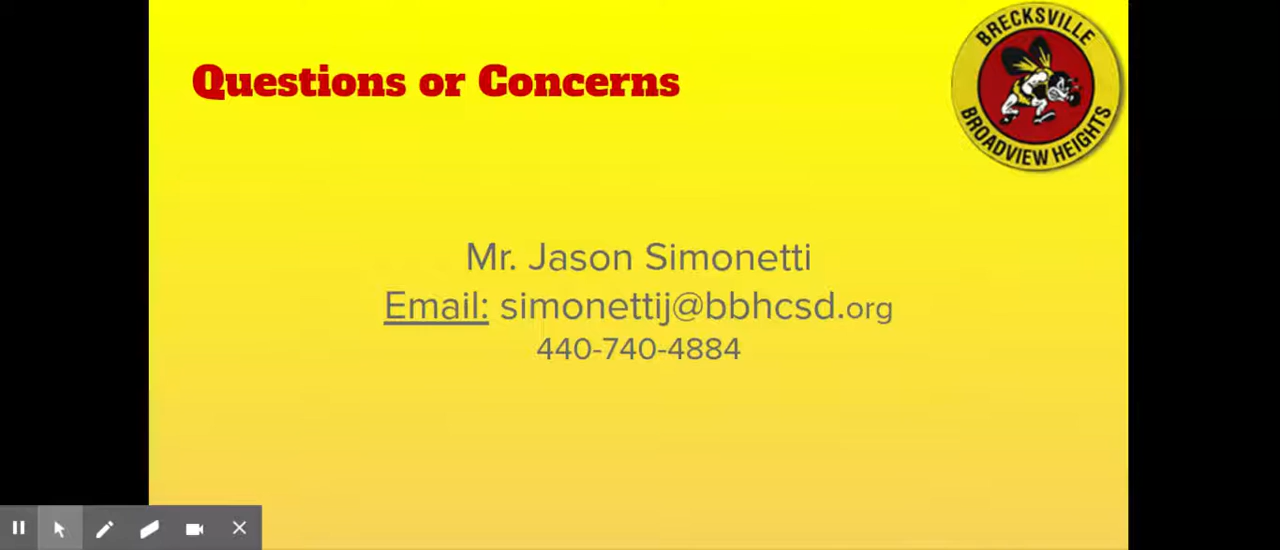 BRECKSVILLE
BROADVIEW HEIGHTS
Questions or Concerns
Mr. Jason Simonetti
Email: simonettij@bbhcsd.org
440-740-4884